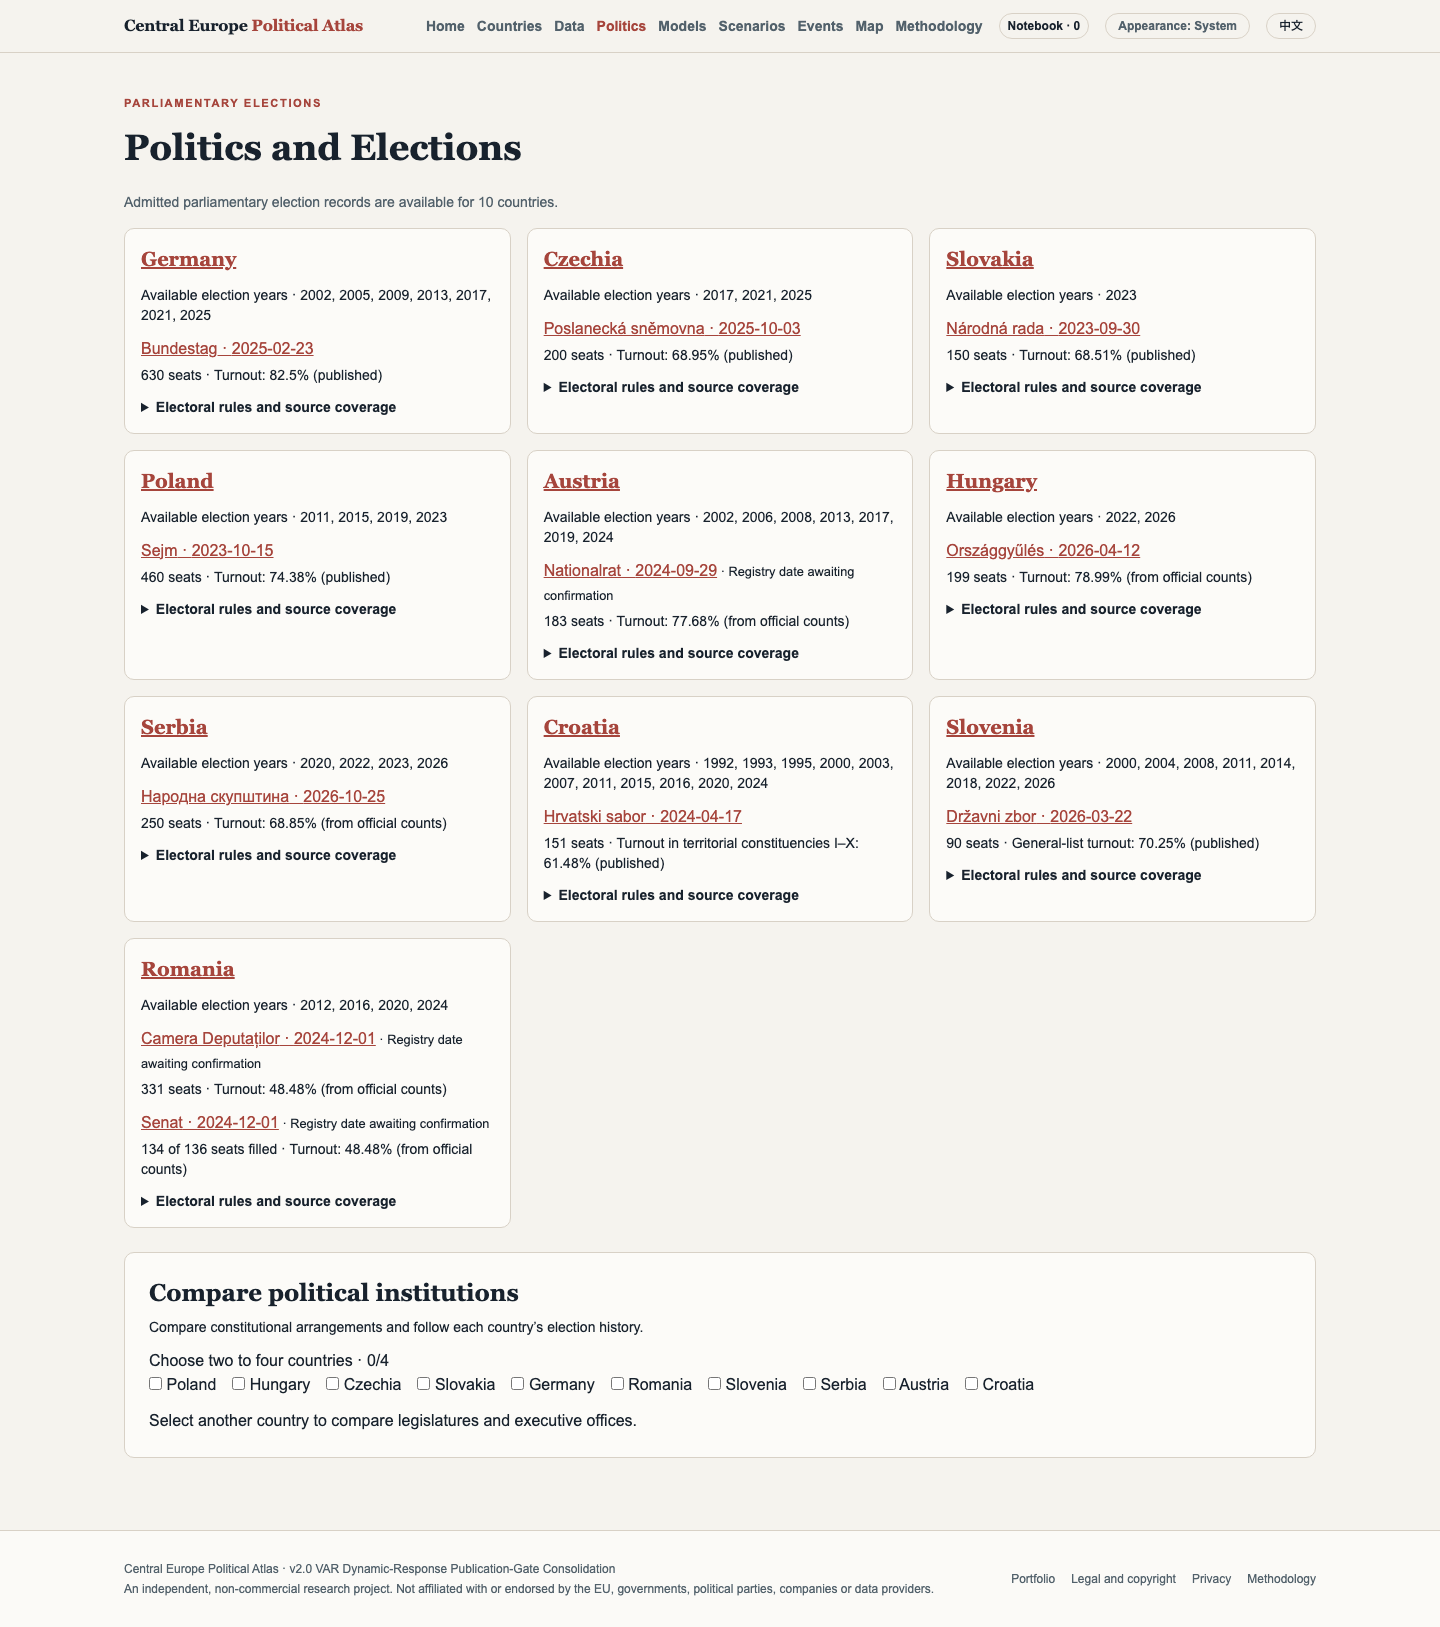 Central Europe Political Atlas
Home Countries Data Politics Models Scenarios Events Map Methodology Notebook · 0 Appearance: System 中文
PARLIAMENTARY ELECTIONS
Politics and Elections
Admitted parliamentary election records are available for 10 countries.
Germany
Available election years · 2002, 2005, 2009, 2013, 2017,
2021, 2025
Bundestag · 2025-02-23
630 seats · Turnout: 82.5% (published)
▶ Electoral rules and source coverage
Czechia
Available election years · 2017, 2021, 2025
Poslanecká sněmovna · 2025-10-03
200 seats · Turnout: 68.95% (published)
▶ Electoral rules and source coverage
Slovakia
Available election years · 2023
Národná rada · 2023-09-30
150 seats · Turnout: 68.51% (published)
▶ Electoral rules and source coverage
Poland
Available election years · 2011, 2015, 2019, 2023
Sejm · 2023-10-15
460 seats · Turnout: 74.38% (published)
▶ Electoral rules and source coverage
Austria
Available election years · 2002, 2006, 2008, 2013, 2017,
2019, 2024
Nationalrat · 2024-09-29 · Registry date awaiting
confirmation
183 seats · Turnout: 77.68% (from official counts)
▶ Electoral rules and source coverage
Hungary
Available election years · 2022, 2026
Országgyűlés · 2026-04-12
199 seats · Turnout: 78.99% (from official counts)
▶ Electoral rules and source coverage
Serbia
Available election years · 2020, 2022, 2023, 2026
Народна скупштина · 2026-10-25
250 seats · Turnout: 68.85% (from official counts)
▶ Electoral rules and source coverage
Croatia
Available election years · 1992, 1993, 1995, 2000, 2003,
2007, 2011, 2015, 2016, 2020, 2024
Hrvatski sabor · 2024-04-17
151 seats · Turnout in territorial constituencies I–X:
61.48% (published)
▶ Electoral rules and source coverage
Slovenia
Available election years · 2000, 2004, 2008, 2011, 2014,
2018, 2022, 2026
Državni zbor · 2026-03-22
90 seats · General-list turnout: 70.25% (published)
▶ Electoral rules and source coverage
Romania
Available election years · 2012, 2016, 2020, 2024
Camera Deputaților · 2024-12-01 · Registry date
awaiting confirmation
331 seats · Turnout: 48.48% (from official counts)
Senat · 2024-12-01 · Registry date awaiting confirmation
134 of 136 seats filled · Turnout: 48.48% (from official
counts)
▶ Electoral rules and source coverage
Compare political institutions
Compare constitutional arrangements and follow each country’s election history.
Choose two to four countries · 0/4
Poland Hungary Czechia Slovakia Germany Romania Slovenia Serbia Austria Croatia
Select another country to compare legislatures and executive offices.
Central Europe Political Atlas · v2.0 VAR Dynamic-Response Publication-Gate Consolidation
An independent, non-commercial research project. Not affiliated with or endorsed by the EU, governments, political parties, companies or data providers.
Portfolio Legal and copyright Privacy Methodology